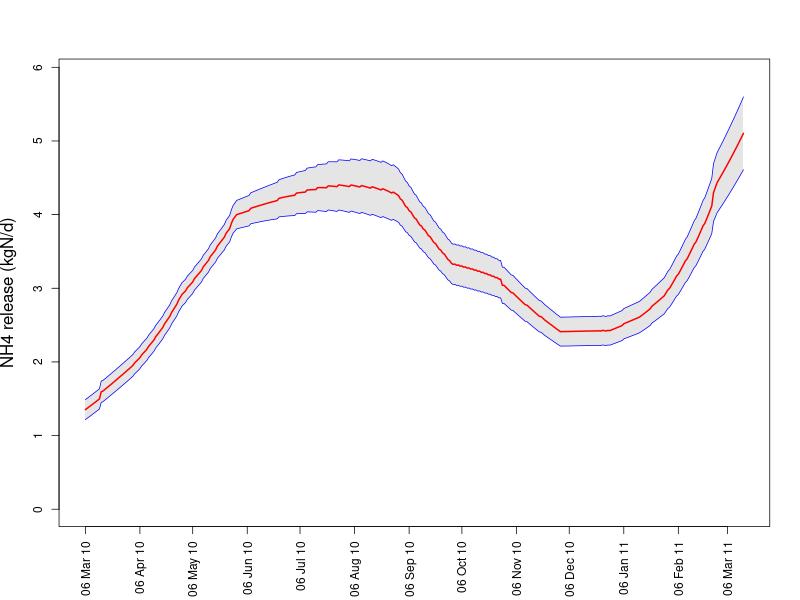 NH4 release (kgN/d)
6
5
4
3
2
1
0
06 Mar 10
06 Apr 10
06 May 10
06 Jun 10
06 Jul 10
06 Aug 10
06 Sep 10
06 Oct 10
06 Nov 10
06 Dec 10
06 Jan 11
06 Feb 11
06 Mar 11